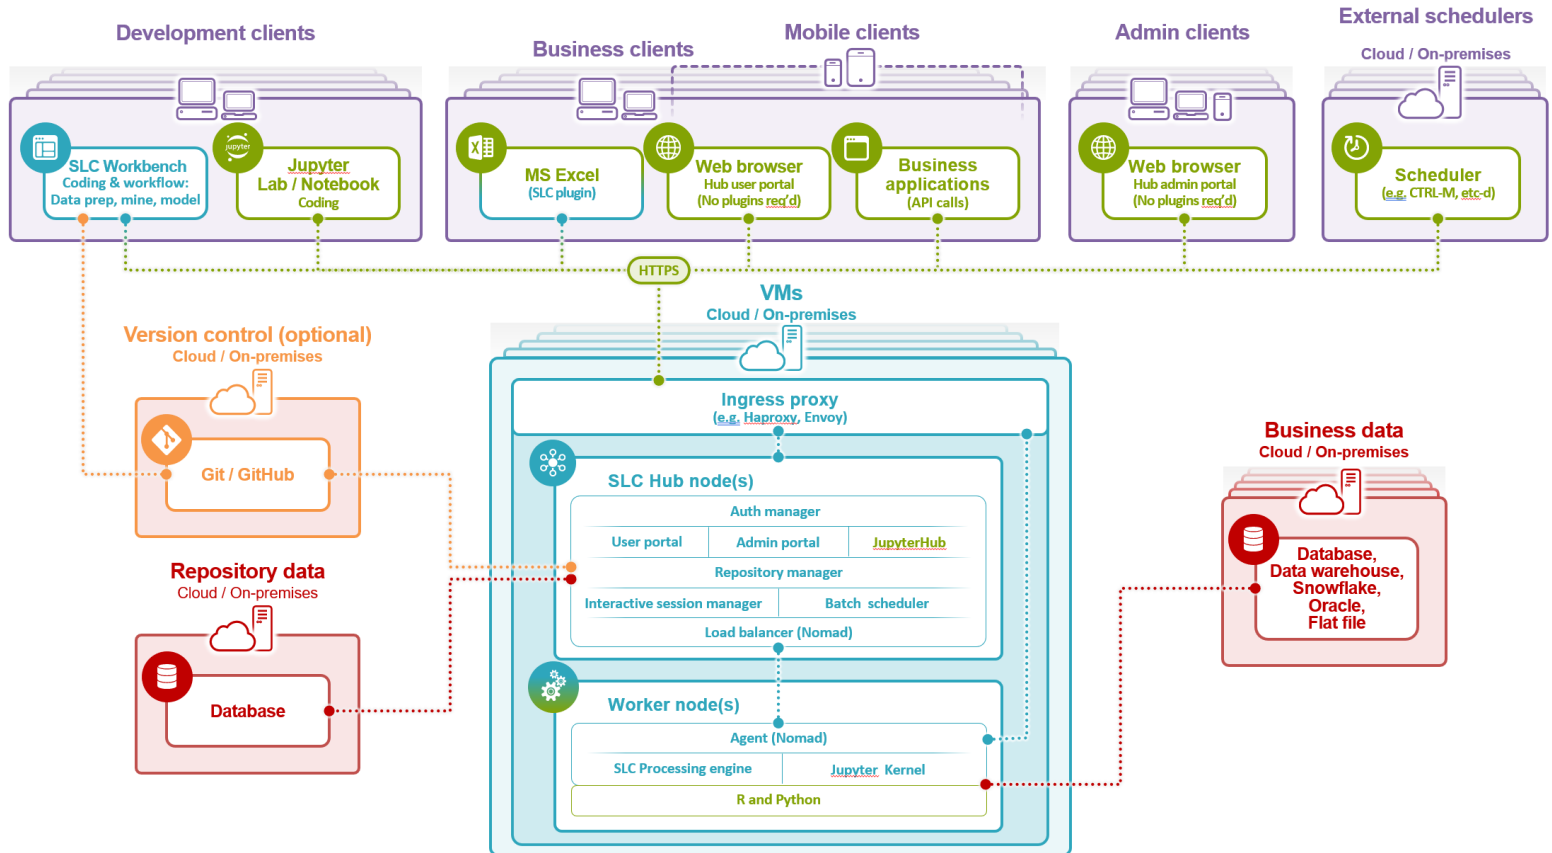 Development clients
Business clients
Mobile clients
Admin clients
External schedulers
Cloud / On-premises
SLC Workbench
Coding & workflow:
Data prep, mine, model
jupyter
Jupyter
Lab / Notebook
Coding
MS Excel
(SLC plugin)
Web browser
Hub user portal
(No plugins req'd)
Business
applications
(API calls)
Web browser
Hub admin portal
(No plugins req'd)
Scheduler
(e.g. CTRL-M, etc-d)
HTTPS
VMs
Cloud / On-premises
Version control (optional)
Cloud / On-premises
Git / GitHub
Repository data
Cloud / On-premises
Database
Ingress proxy
(e.g. Haproxy, Envoy)
SLC Hub node(s)
Auth manager
User portal
Admin portal
JupyterHub
Repository manager
Interactive session manager
Batch scheduler
Load balancer (Nomad)
Worker node(s)
Agent (Nomad)
SLC Processing engine
Jupyter Kernel
R and Python
Business data
Cloud / On-premises
Database,
Data warehouse,
Snowflake,
Oracle,
Flat file